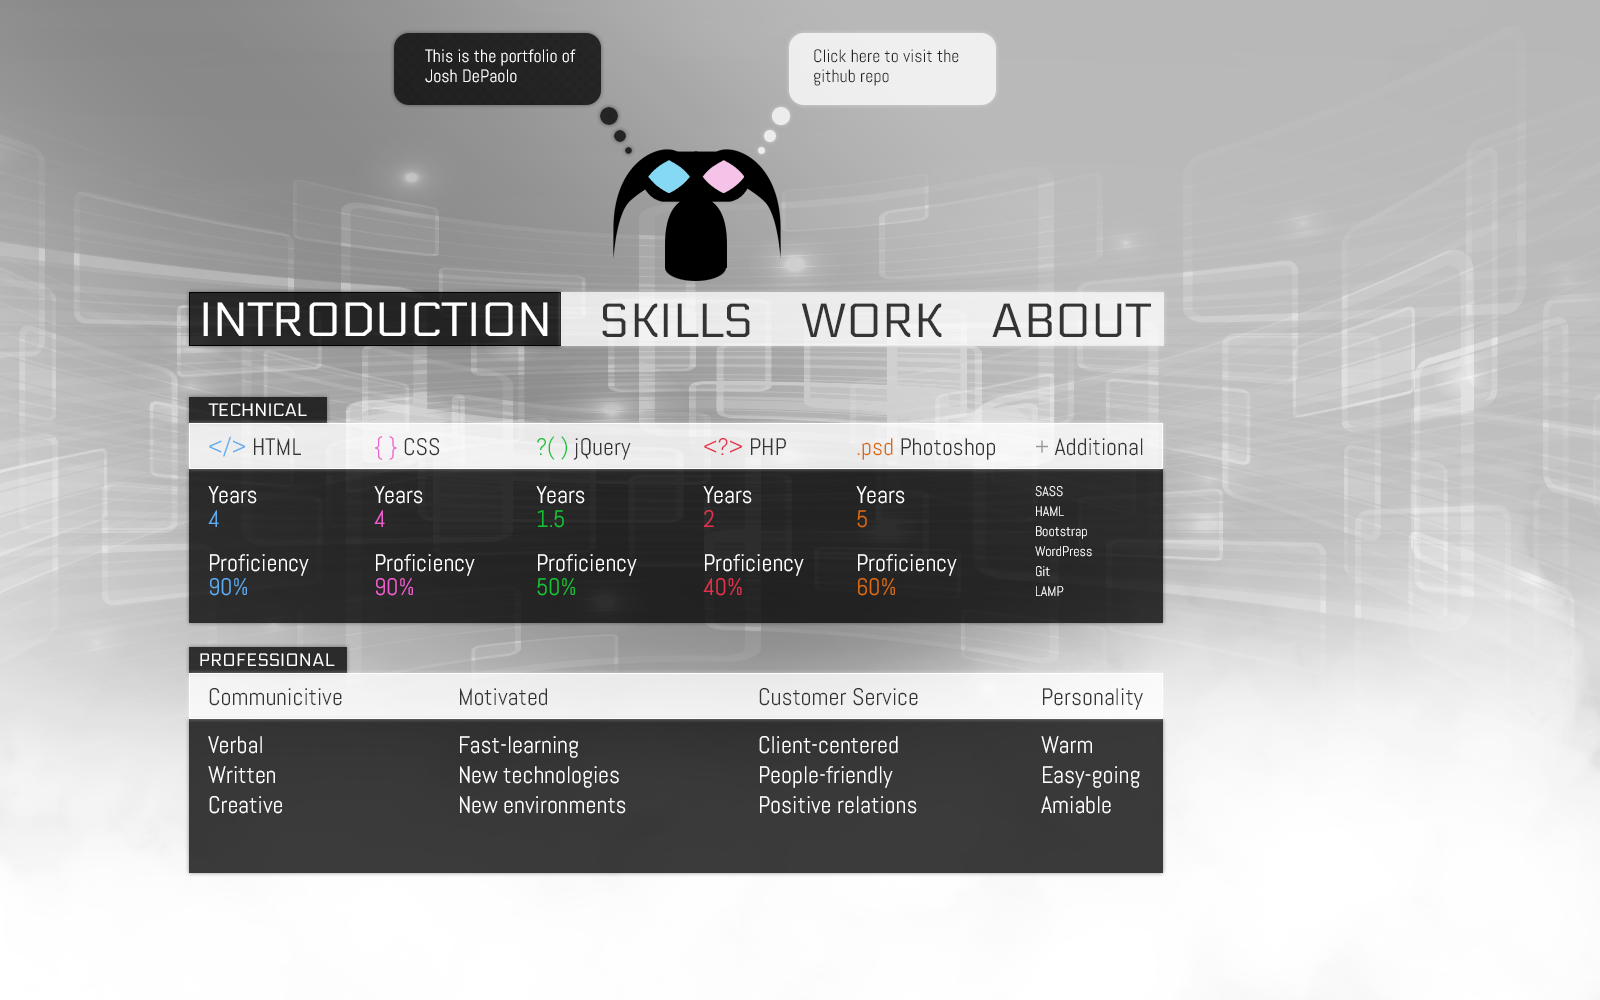 This is the portfolio of
Josh DePaolo
Click here to visit the
github repo
INTRODUCTION SKILLS WORK ABOUT
TECHNICAL
</> HTML { } CSS ?( ) jQuery <?> PHP .psd Photoshop + Additional
Years Years Years Years Years
4 4 1.5 2 5
Proficiency Proficiency Proficiency Proficiency Proficiency
90% 90% 50% 40% 60%
SASS
HAML
Bootstrap
WordPress
Git
LAMP
PROFESSIONAL
Communicitive Motivated Customer Service Personality
Verbal Fast-learning Client-centered Warm
Written New technologies People-friendly Easy-going
Creative New environments Positive relations Amiable